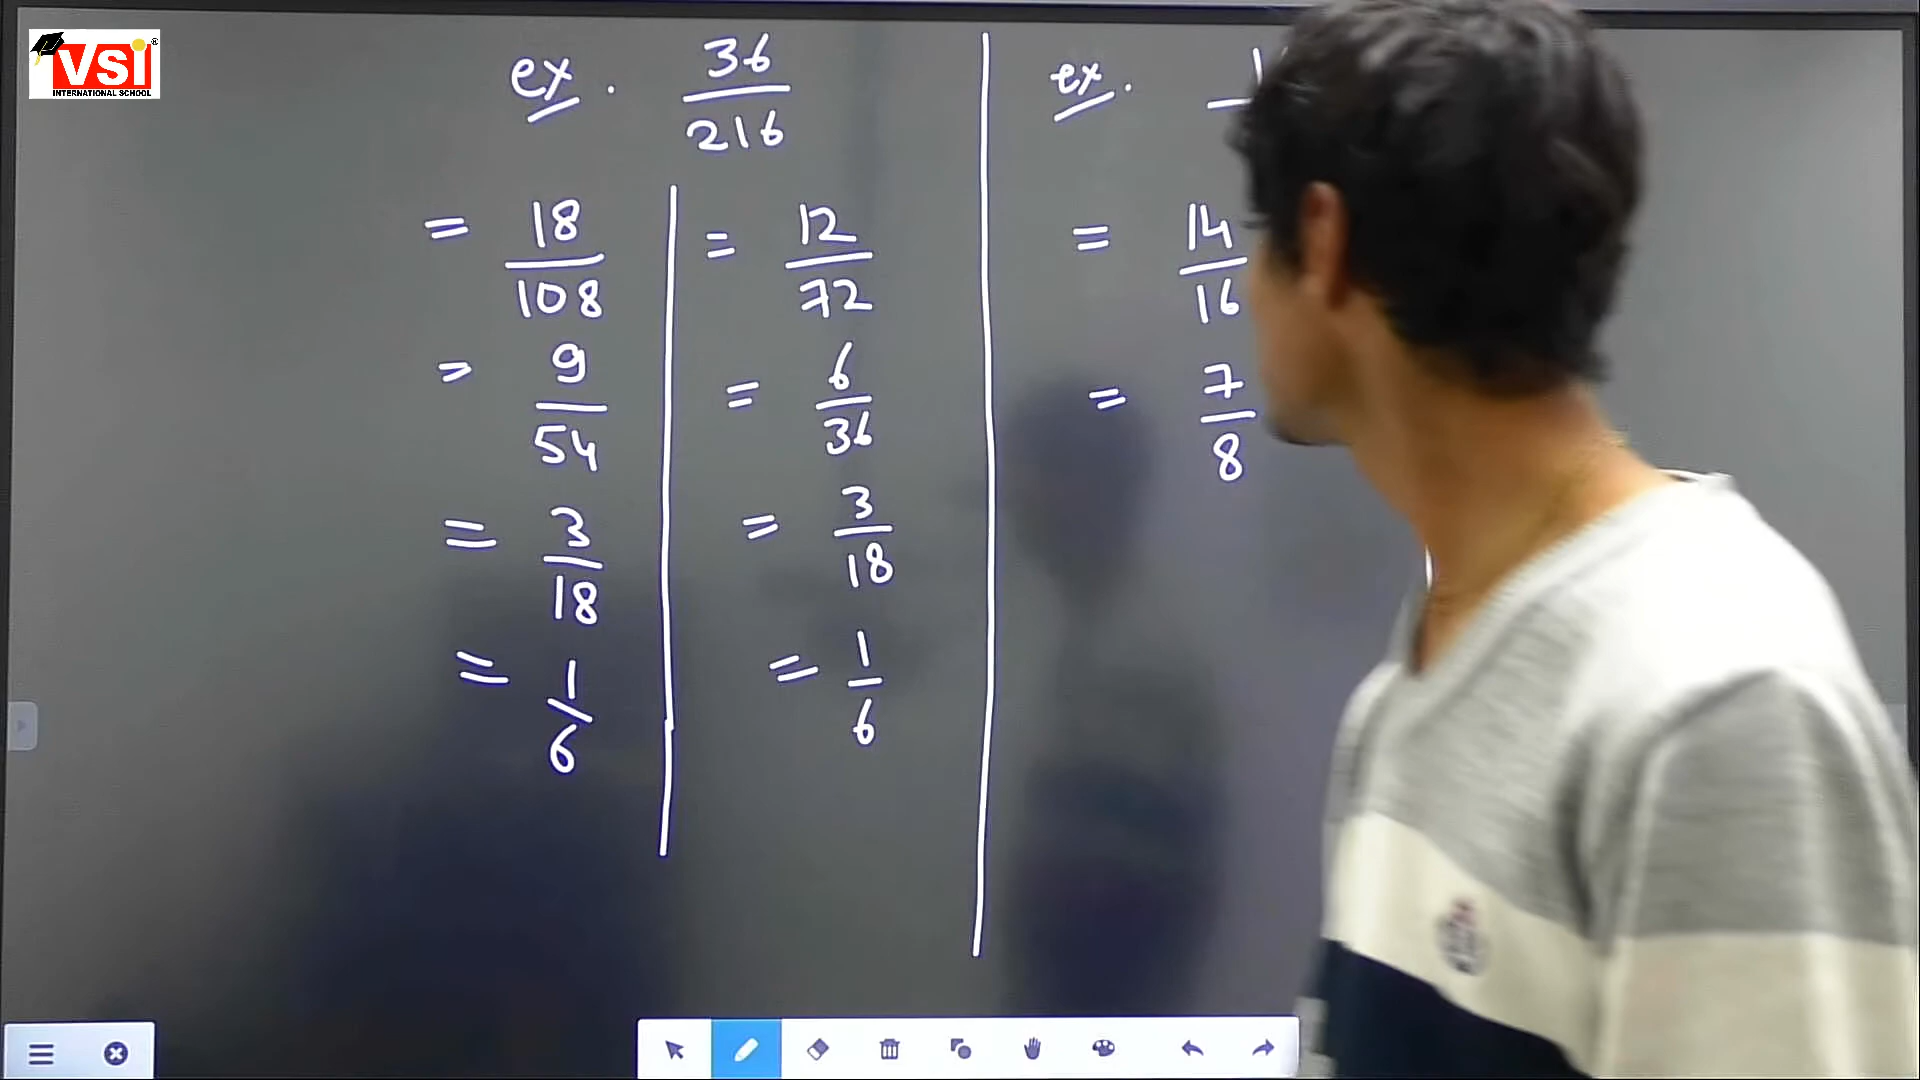 VSI
INTERNATIONAL SCHOOL
ex. 36/216
= 18/108
= 9/54
= 3/18
= 1/6
= 12/72
= 6/36
= 3/18
= 1/6
ex.
= 14/16
= 7/8